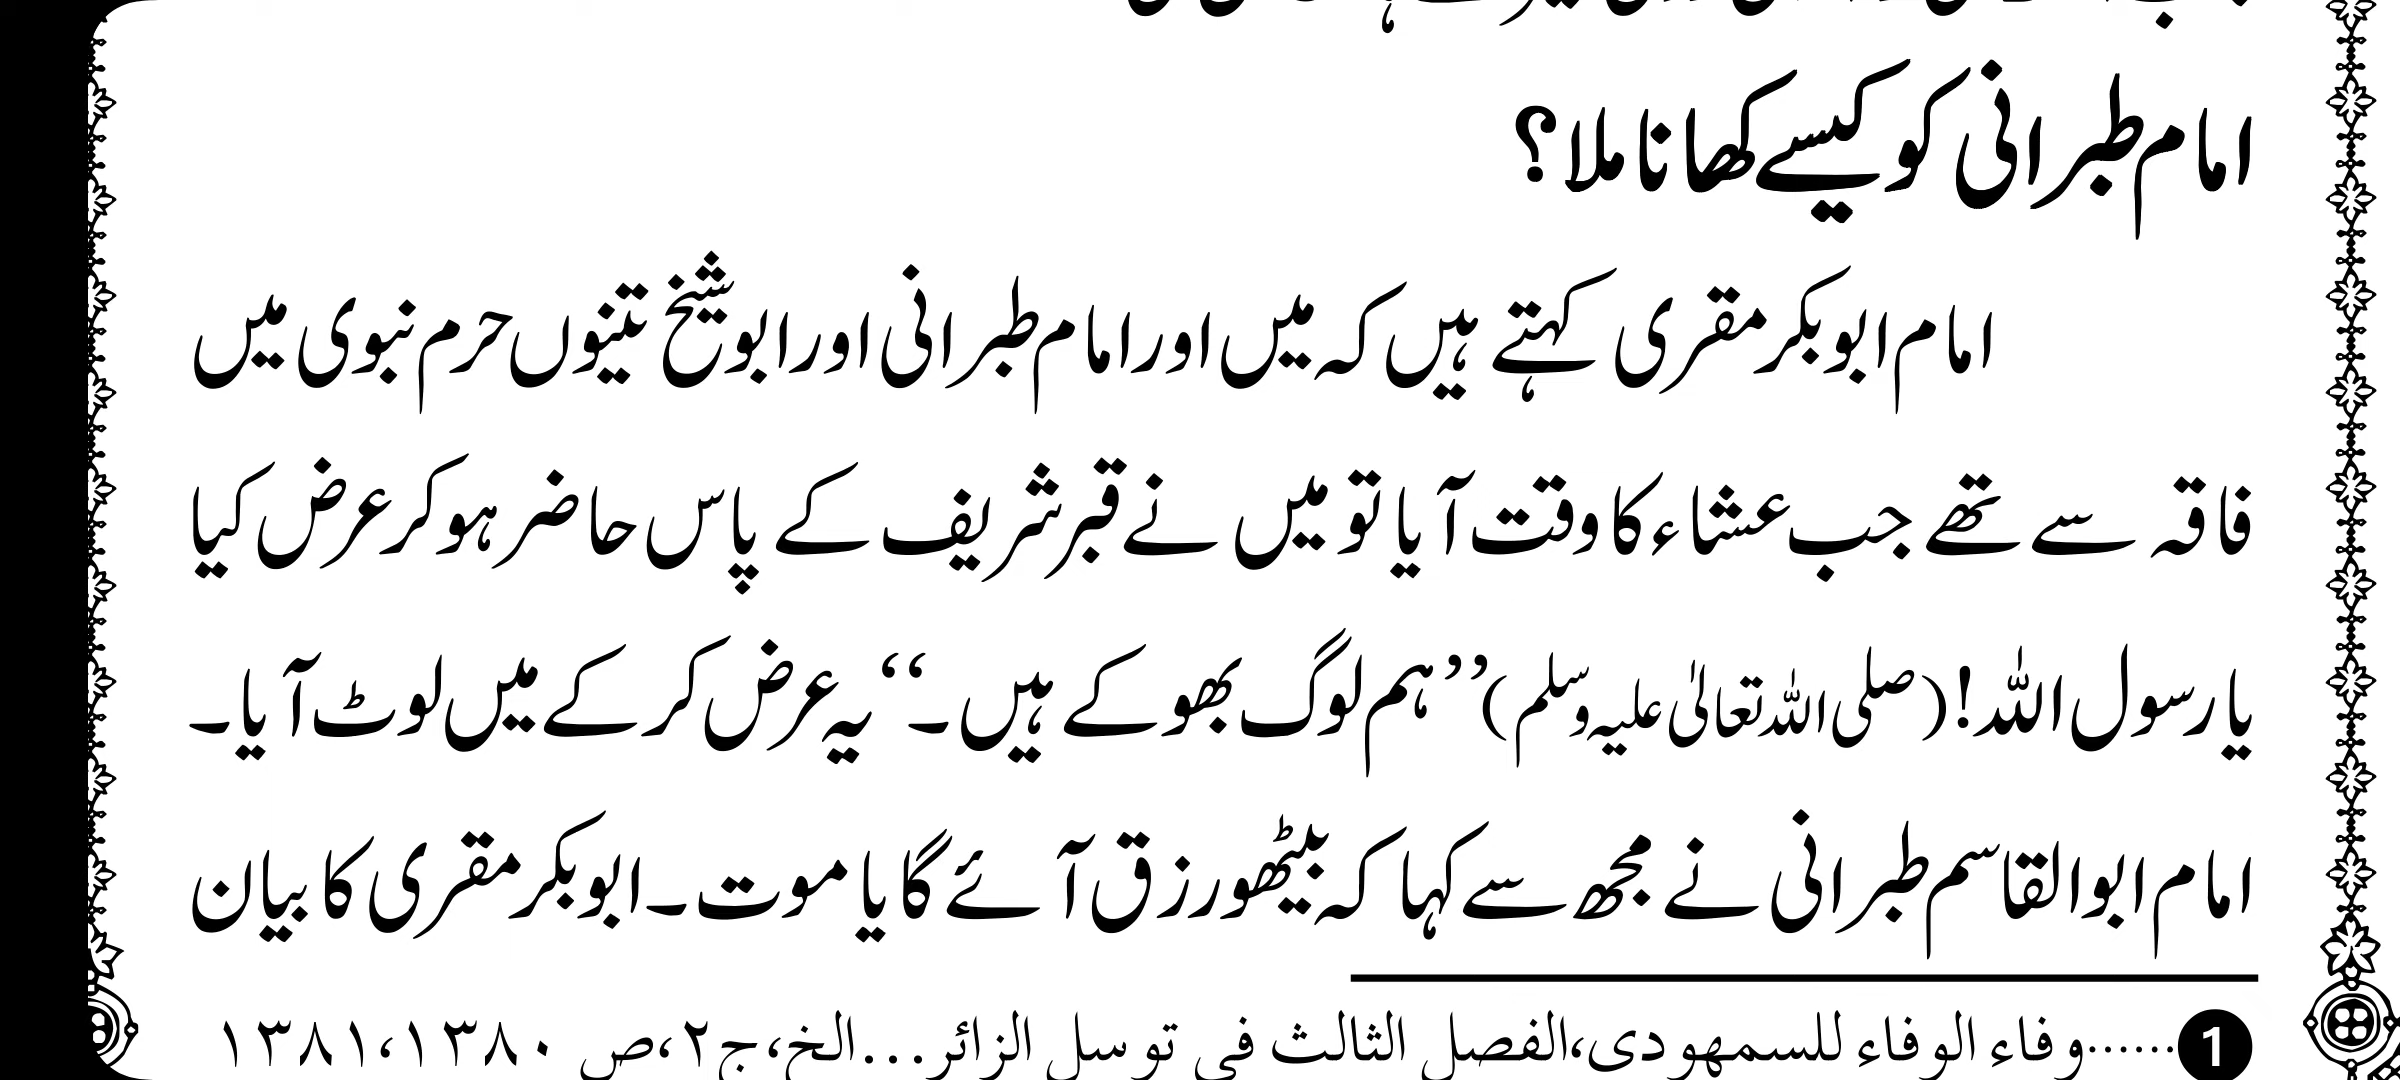 امام طبرانی کو کیسے کھانا ملا؟
امام ابوبکر مقری کہتے ہیں کہ میں اور امام طبرانی اور ابو شیخ تینوں حرم نبوی میں
فاقہ سے تھے جب عشاء کا وقت آیا تو میں نے قبر شریف کے پاس حاضر ہو کر عرض کیا
یارسول اللہ! (صلی اللہ تعالیٰ علیہ وسلم) ’’ہم لوگ بھوکے ہیں۔‘‘ یہ عرض کر کے میں لوٹ آیا۔
امام ابوالقاسم طبرانی نے مجھ سے کہا کہ بیٹھو رزق آئے گا یا موت۔ ابوبکر مقری کا بیان
1......وفاء الوفاء للسمهودی،الفصل الثالث فی توسل الزائر...الخ،ج۲،ص ۱۳۸۰،۱۳۸۱